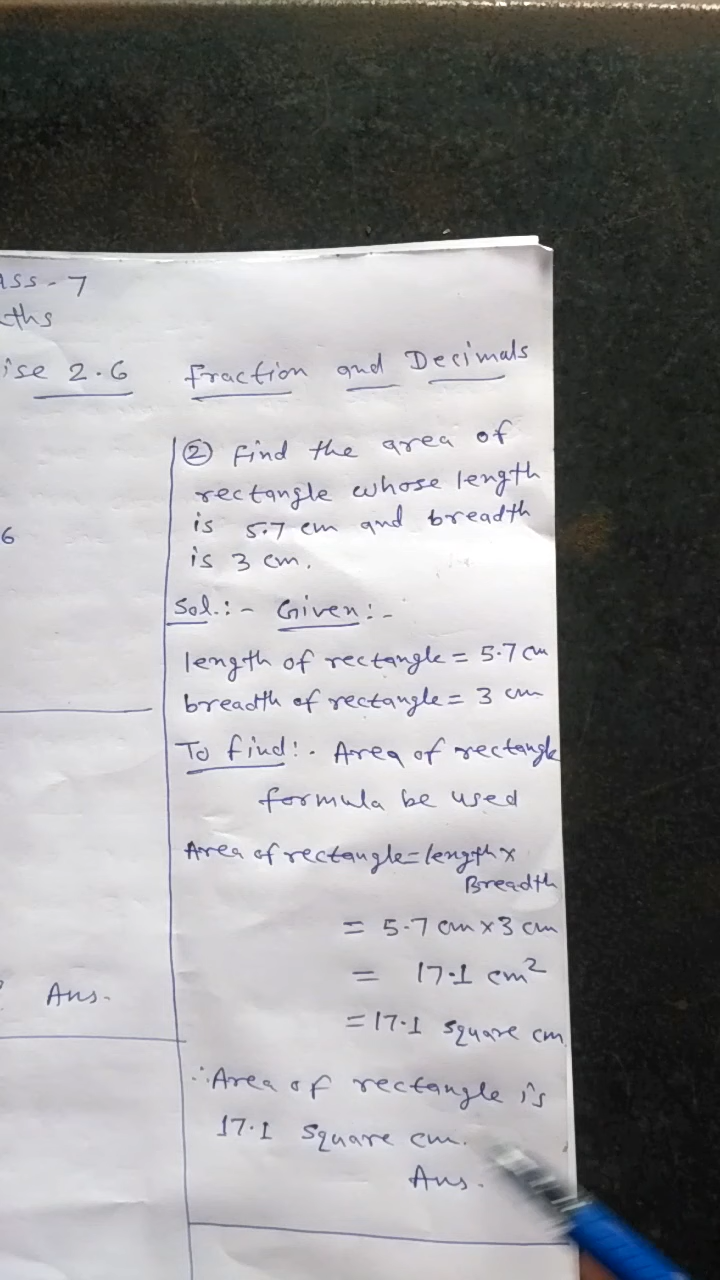 ASS-7
ths
ise 2.6 Fraction and Decimals
② Find the area of
rectangle whose length
is 5.7 cm and breadth
is 3 cm.
6
Sol.:- Given:-
length of rectangle = 5.7 cm
breadth of rectangle = 3 cm
To find:- Area of rectangle
formula be used
Area of rectangle = length ×
Breadth
= 5.7 cm × 3 cm
= 17.1 cm²
= 17.1 square cm
Ans.
∴ Area of rectangle is
17.1 square cm.
Ans.